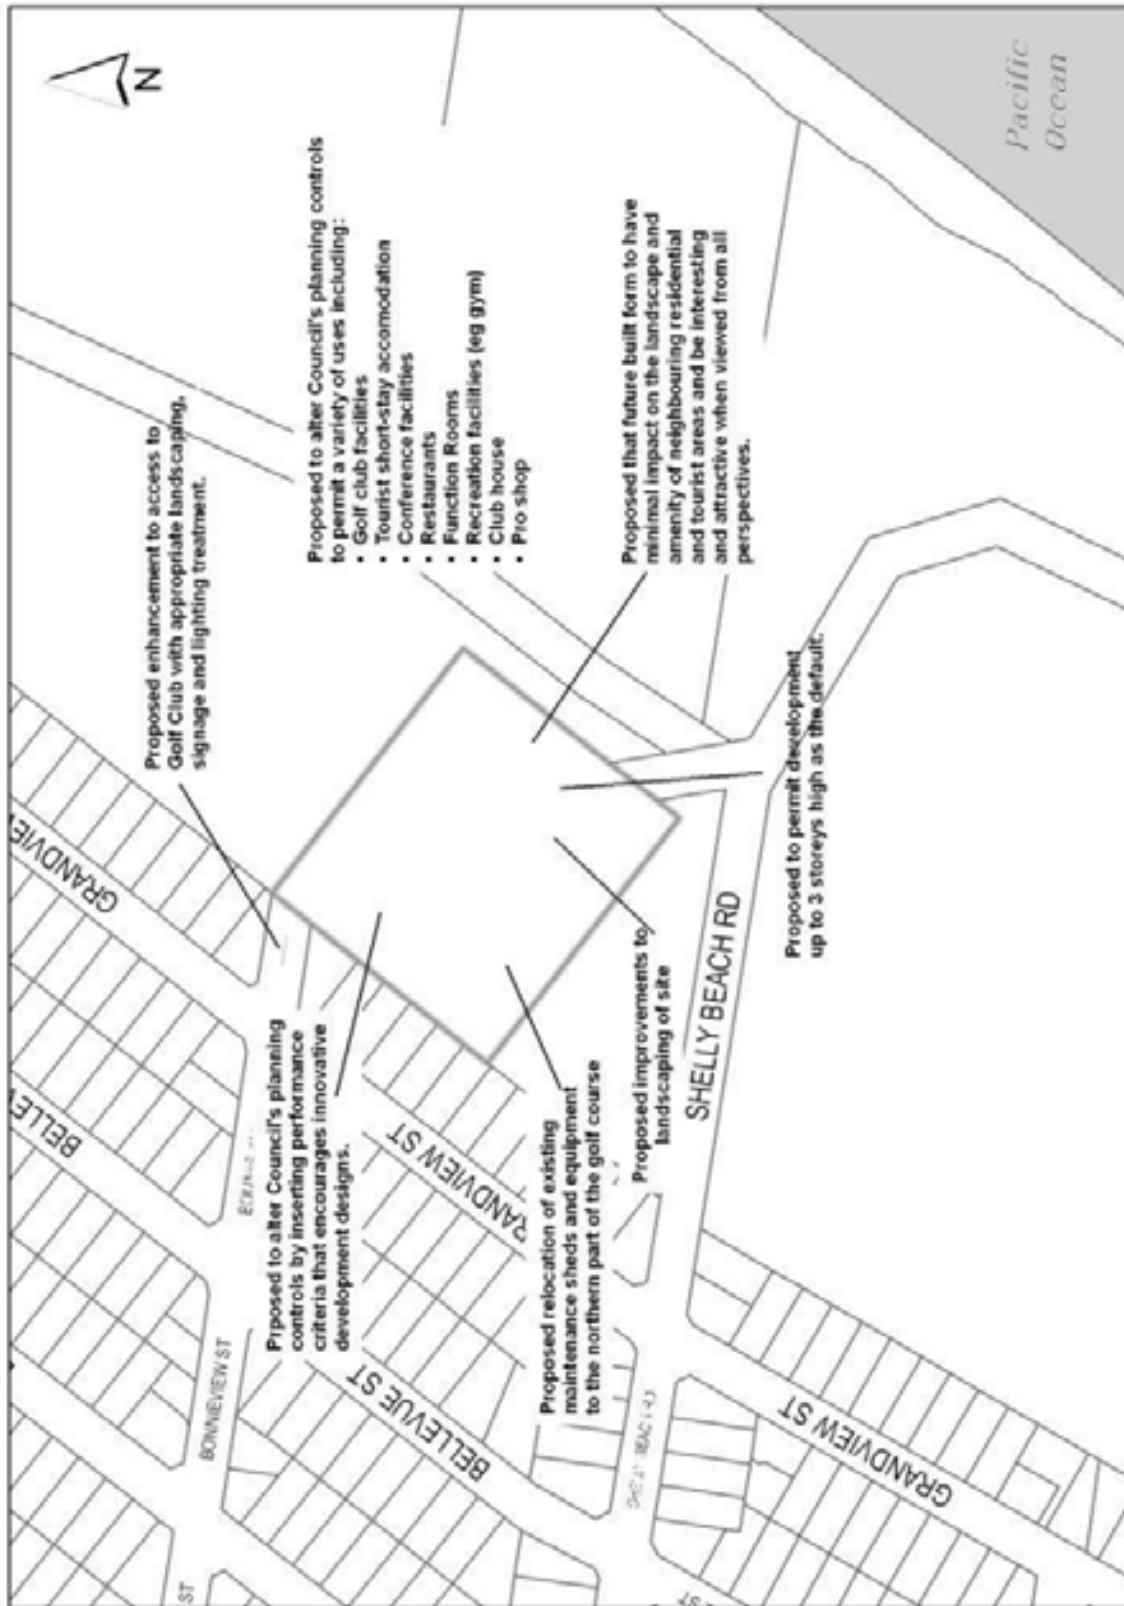 N
Pacific
Ocean
Proposed enhancement to access to
Golf Club with appropriate landscaping,
signage and lighting treatment.
Proposed to alter Council's planning controls
to permit a variety of uses including:
• Golf club facilities
• Tourist short-stay accomodation
• Conference facilities
• Restaurants
• Function Rooms
• Recreation facilities (eg gym)
• Club house
• Pro shop
Proposed that future built form to have
minimal impact on the landscape and
amenity of neighbouring residential
and tourist areas and be interesting
and attractive when viewed from all
perspectives.
Proposed to permit development
up to 3 storeys high as the default.
Prposed to alter Council's planning
controls by inserting performance
criteria that encourages innovative
development designs.
Proposed relocation of existing
maintenance sheds and equipment
to the northern part of the golf course
Proposed improvements to
landscaping of site
GRANDVIEW
BELLEV
RANDVIEW ST
BELLEVUE ST
BONNIEVIEW ST
SHELLY BEACH RD
SHELLY BEACH RD
GRANDVIEW ST
ST
ST